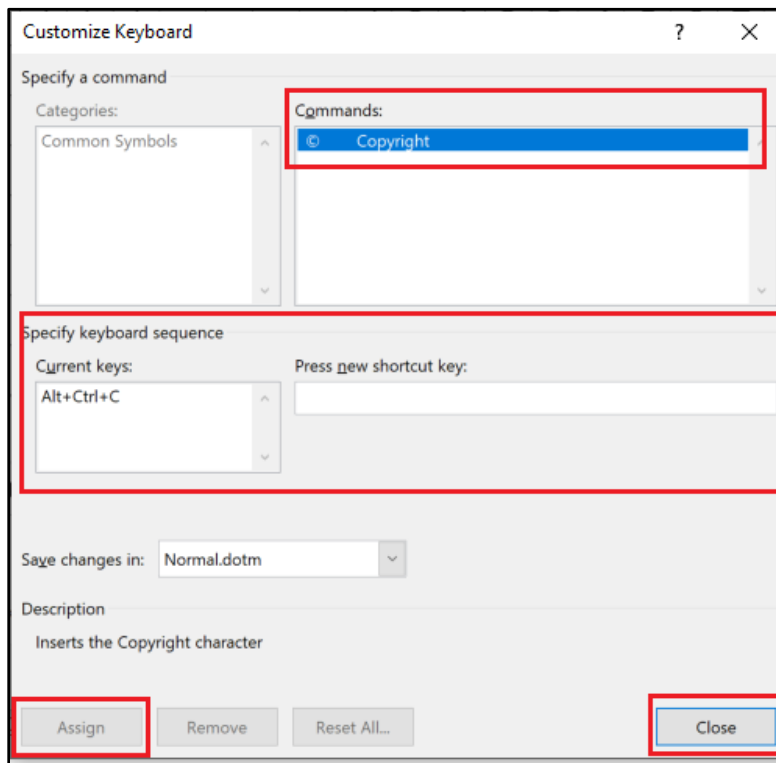 Customize Keyboard ?
Specify a command
Categories: Commands:
Common Symbols © Copyright
Specify keyboard sequence
Current keys: Press new shortcut key:
Alt+Ctrl+C
Save changes in: Normal.dotm
Description
Inserts the Copyright character
Assign Remove Reset All... Close